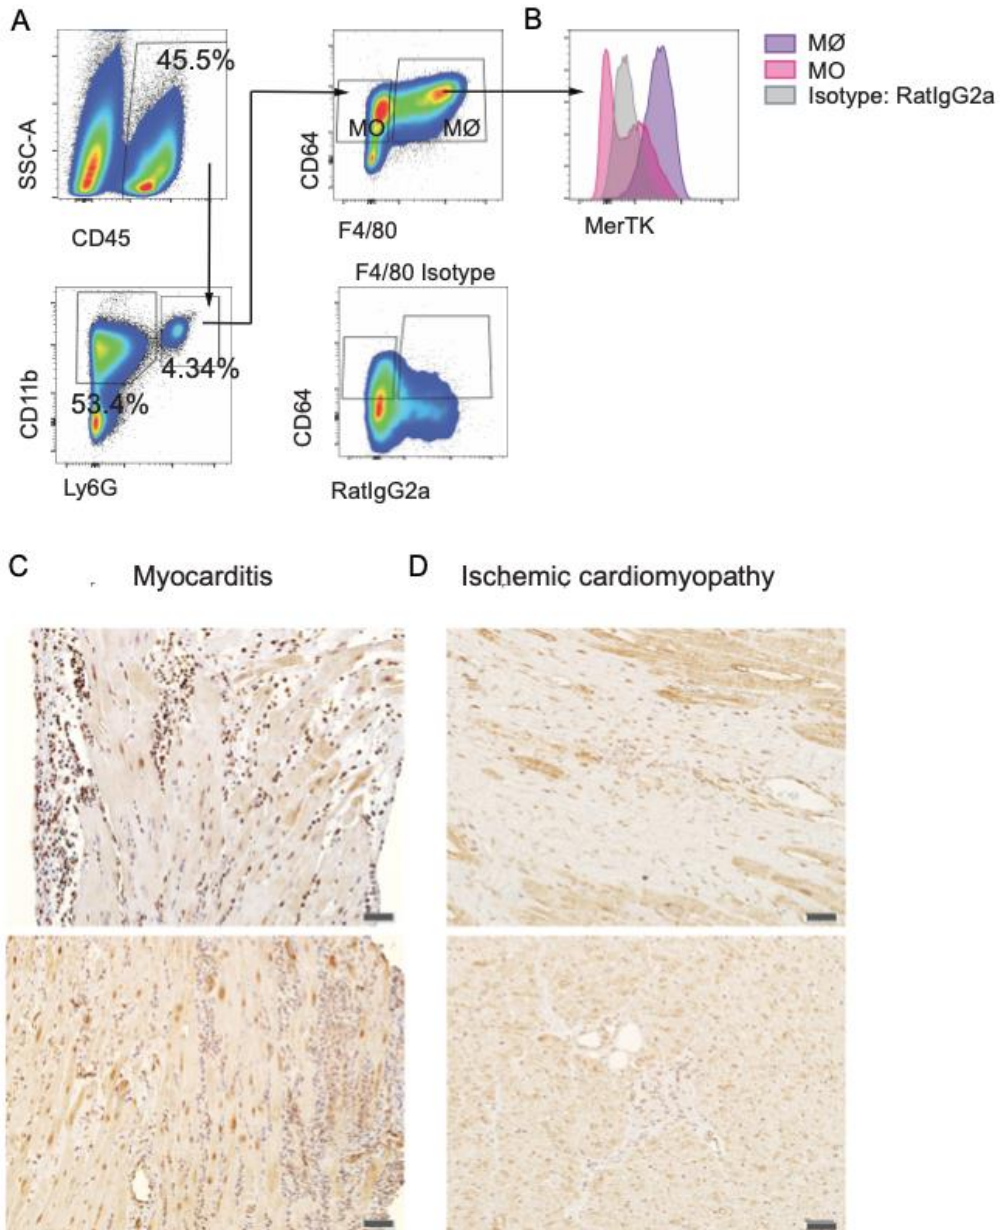 A
B
45.5%
SSC-A
CD45
MO
MØ
CD64
F4/80
MØ
MO
Isotype: RatIgG2a
MerTK
CD11b
4.34%
53.4%
Ly6G
F4/80 Isotype
CD64
RatIgG2a
C
Myocarditis
D
Ischemic cardiomyopathy